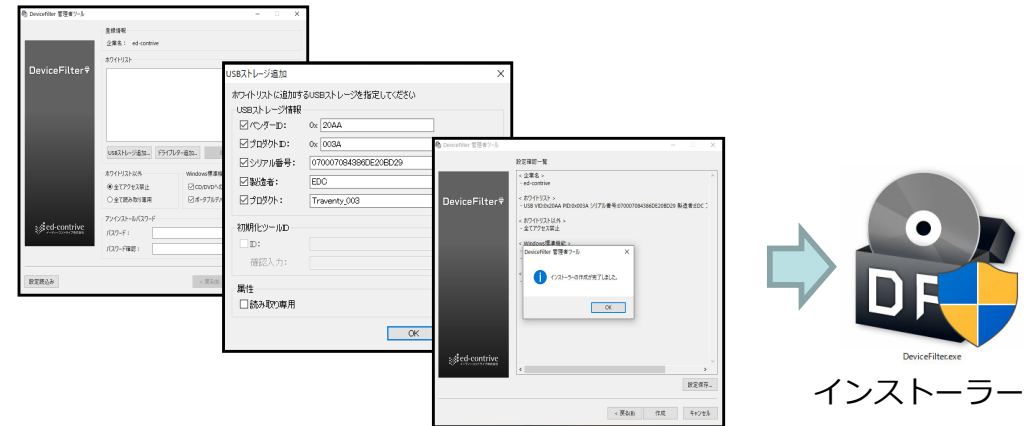 DeviceFilter 管理者ツール
登録情報
企業名： ed-contrive
ホワイトリスト
DeviceFilter
USBストレージ追加... ドライブレター追加...
ホワイトリスト以外
◉全てアクセス禁止
○全て読み取り専用
Windows標準機
☑CD/DVDへの
アンインストールパスワード
パスワード：
パスワード確認：
ed-contrive
設定読込み
USBストレージ追加
ホワイトリストに追加するUSBストレージを指定してください
USBストレージ情報
☑ベンダーID： 0x 20AA
☑プロダクトID： 0x 003A
☑シリアル番号： 070007084386DE20BD29
☑製造者： EDC
☑プロダクト： Traventy_003
初期化ツールID
☐ID：
確認入力：
属性
☐読み取り専用
OK
DeviceFilter 管理者ツール
設定確認一覧
DeviceFilter
< 企業名 >
- ed-contrive
< ホワイトリスト >
- USB VID:0x20AA PID:0x003A シリアル番号:070007084386DE20BD29 製造者:EDC
< ホワイトリスト以外 >
- 全てアクセス禁止
< Windows標準機能 >
DeviceFilter 管理者ツール
インストーラーの作成が完了しました。
OK
ed-contrive
設定保存...
< 戻る(B) 作成 キャンセル
DF
DeviceFilter.exe
インストーラー